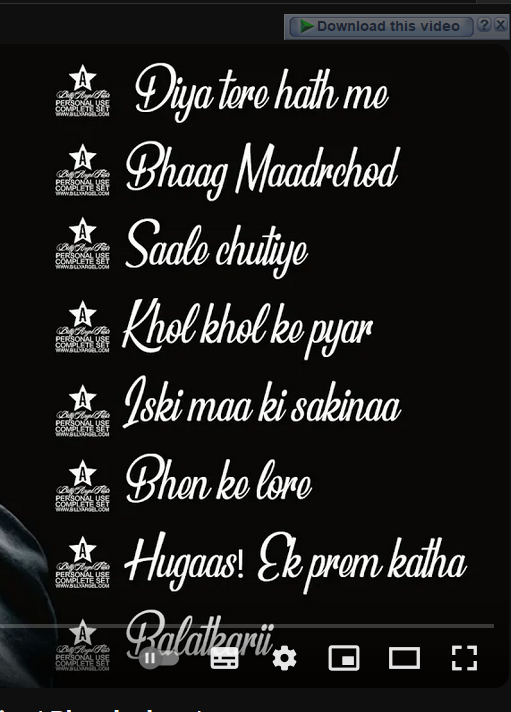 Download this video ? X
A
Billy Argel Fonts
PERSONAL USE
COMPLETE SET
WWW.BILLYARGEL.COM
Diya tere hath me
A
Billy Argel Fonts
PERSONAL USE
COMPLETE SET
WWW.BILLYARGEL.COM
Bhaag Maadrchod
A
Billy Argel Fonts
PERSONAL USE
COMPLETE SET
WWW.BILLYARGEL.COM
Saale chutiye
A
Billy Argel Fonts
PERSONAL USE
COMPLETE SET
WWW.BILLYARGEL.COM
Khol khol ke pyar
A
Billy Argel Fonts
PERSONAL USE
COMPLETE SET
WWW.BILLYARGEL.COM
Iski maa ki sakinaa
A
Billy Argel Fonts
PERSONAL USE
COMPLETE SET
WWW.BILLYARGEL.COM
Bhen ke lore
A
Billy Argel Fonts
PERSONAL USE
COMPLETE SET
WWW.BILLYARGEL.COM
Hugaas! Ek prem katha
A
Billy Argel Fonts
PERSONAL USE
COMPLETE SET
WWW.BILLYARGEL.COM
Balatkarii